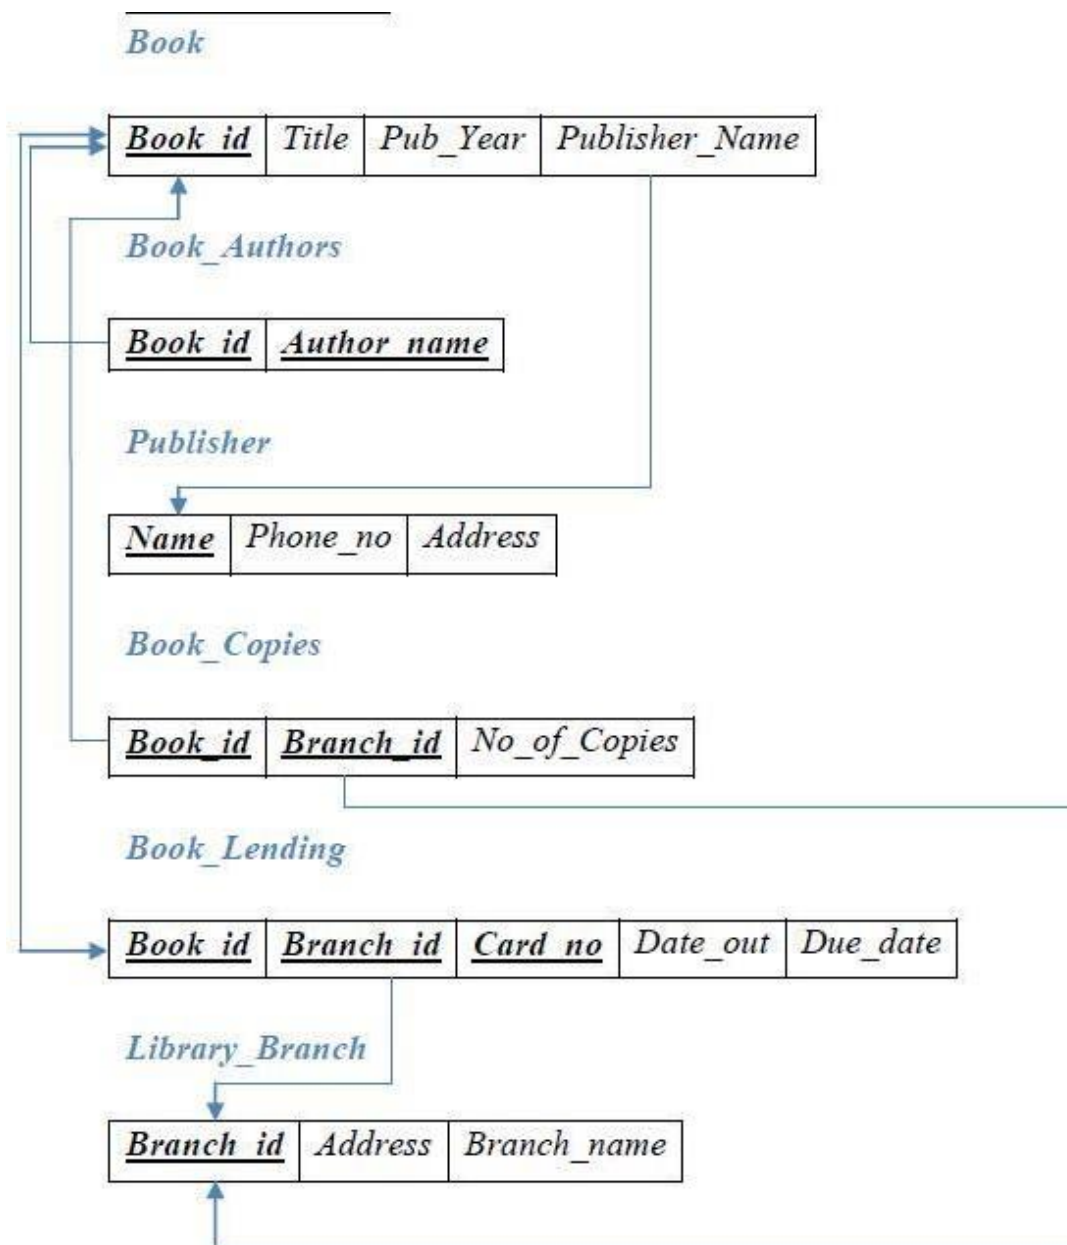 Book
Book_id Title Pub_Year Publisher_Name
Book_Authors
Book_id Author_name
Publisher
Name Phone_no Address
Book_Copies
Book_id Branch_id No_of_Copies
Book_Lending
Book_id Branch_id Card_no Date_out Due_date
Library_Branch
Branch_id Address Branch_name